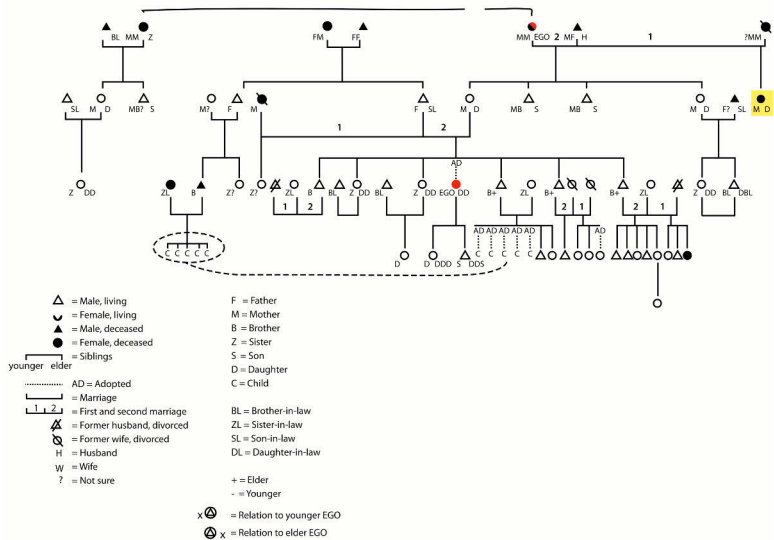 BL MM Z FM FF MM EGO 2 MF H 1 ?MM
SL M D MB? S M? F M F SL M D MB S MB S M D F? SL M D
1 2
AD
Z DD ZL B Z? Z? ZL B BL Z DD BL Z DD EGO DD B+ ZL B+ B+ ZL Z DD BL DBL
1 2 2 1 2 1
AD AD AD AD AD AD
C C C C C D D DDD S DDS C C C C C C
= Male, living
= Female, living
= Male, deceased
= Female, deceased
= Siblings
younger elder
AD = Adopted
= Marriage
1 2 = First and second marriage
= Former husband, divorced
= Former wife, divorced
H = Husband
W = Wife
? = Not sure
F = Father
M = Mother
B = Brother
Z = Sister
S = Son
D = Daughter
C = Child
BL = Brother-in-law
ZL = Sister-in-law
SL = Son-in-law
DL = Daughter-in-law
+ = Elder
- = Younger
X = Relation to younger EGO
X = Relation to elder EGO